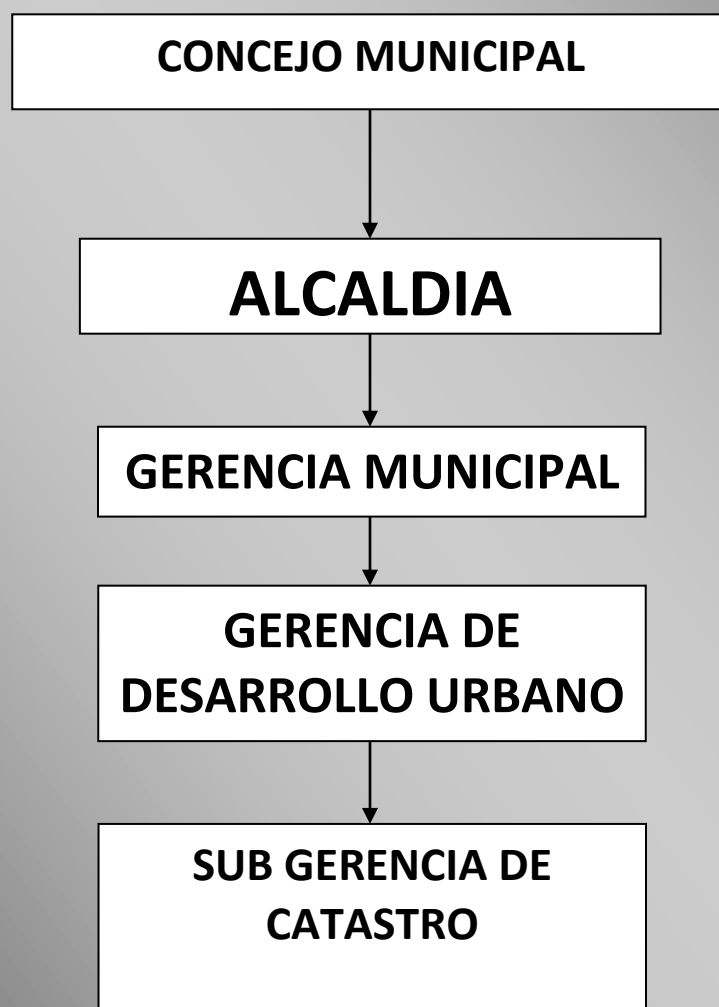 CONCEJO MUNICIPAL
ALCALDIA
GERENCIA MUNICIPAL
GERENCIA DE
DESARROLLO URBANO
SUB GERENCIA DE
CATASTRO